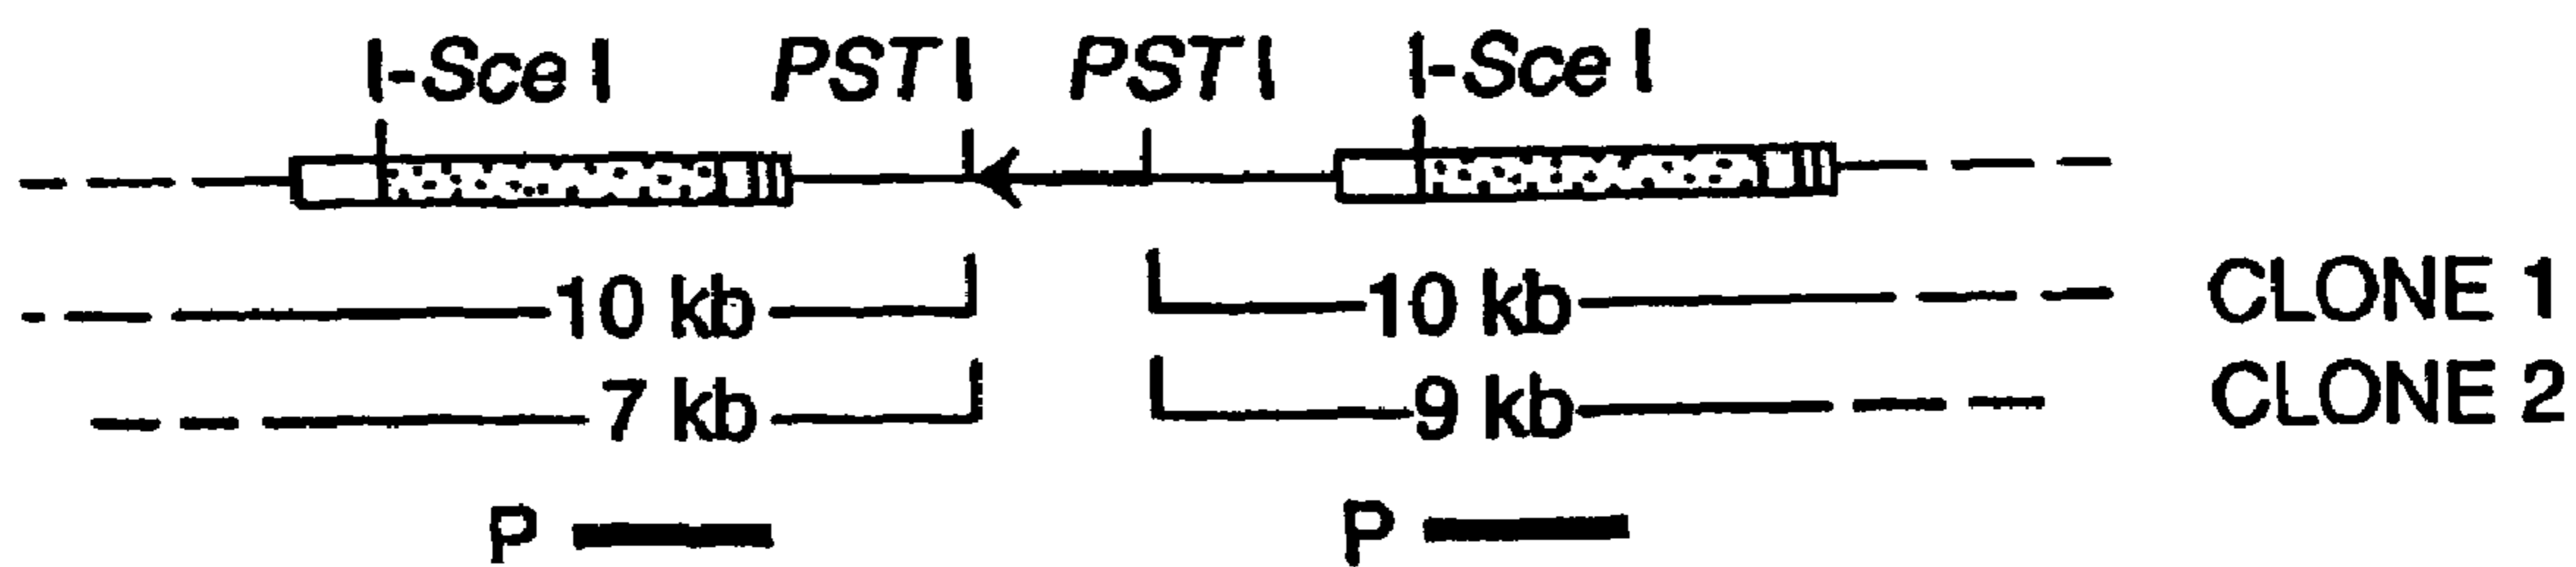 I-Sce I PST I PST I I-Sce I
10 kb 10 kb CLONE 1
7 kb 9 kb CLONE 2
P P